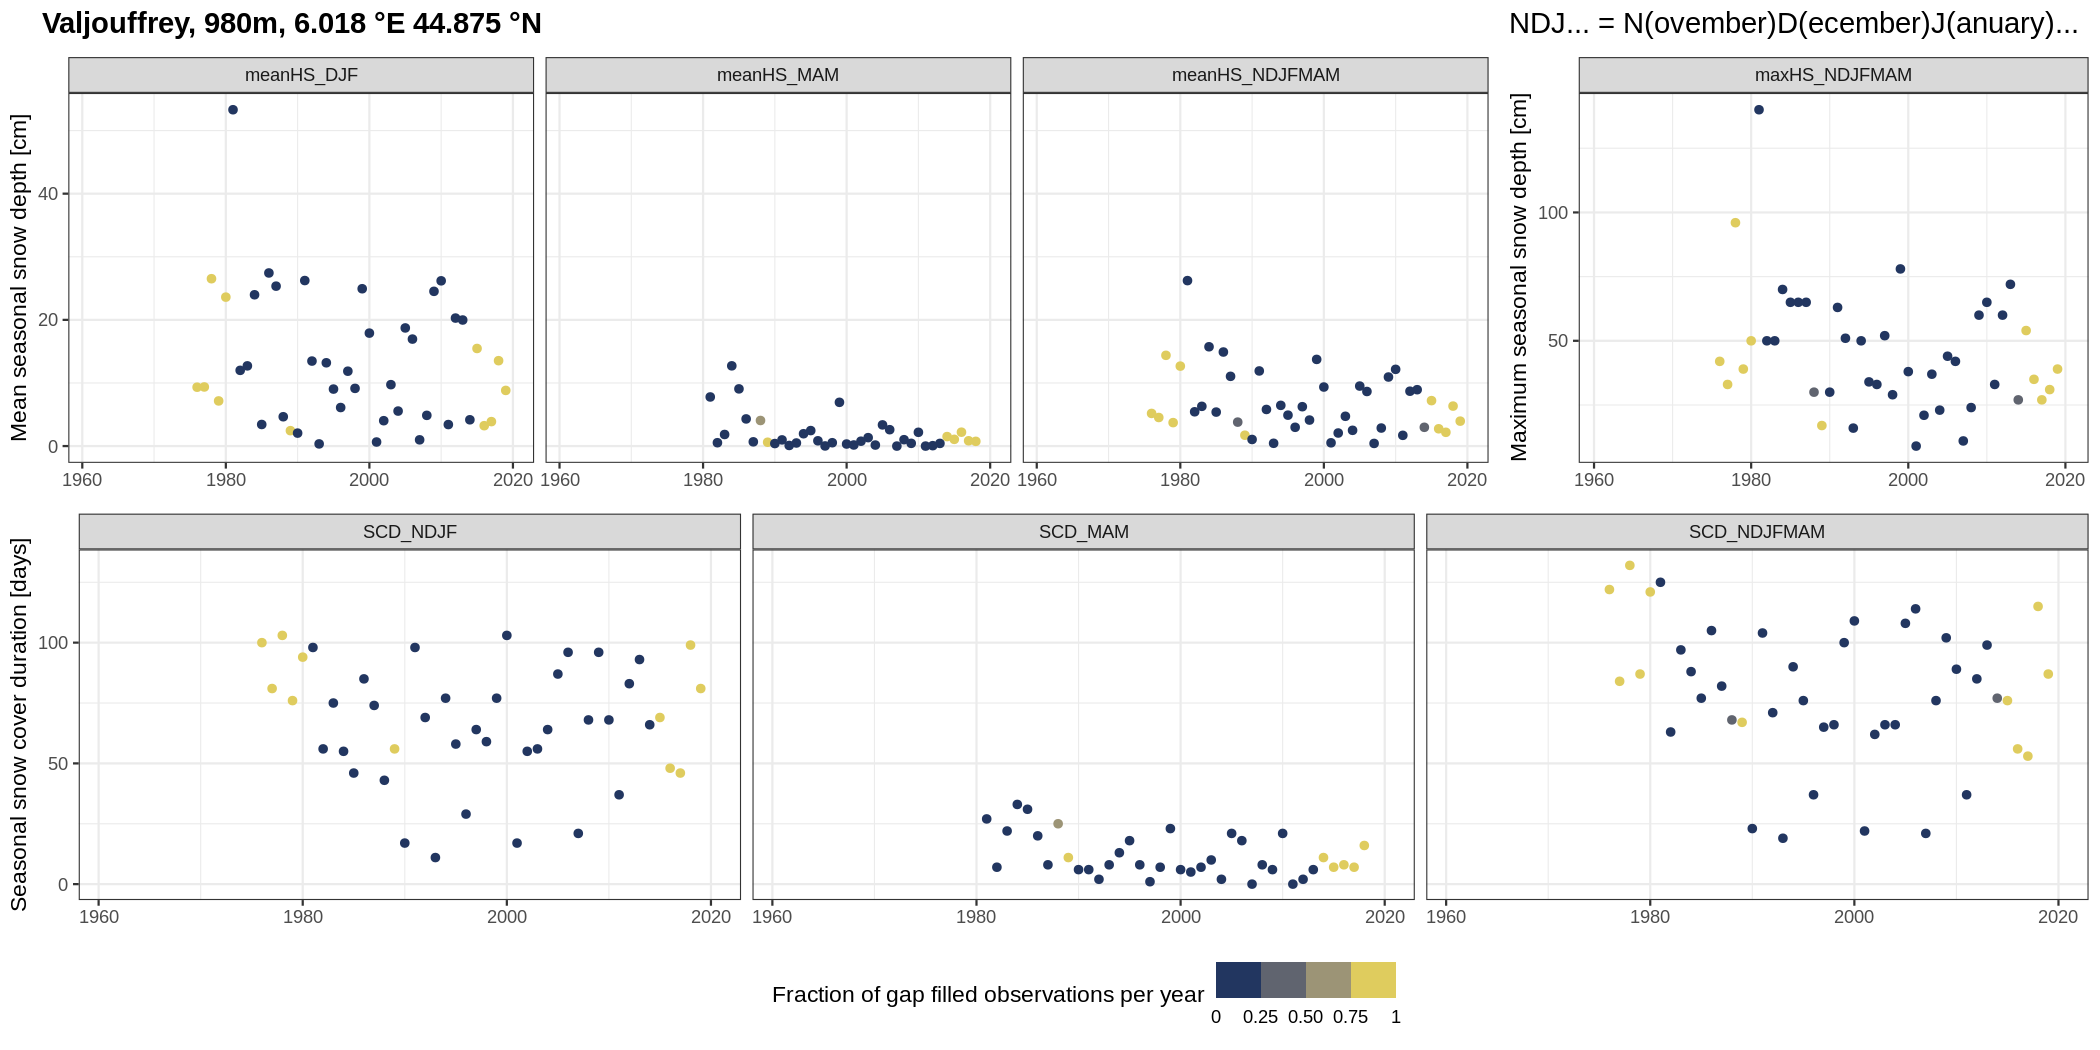 Valjouffrey, 980m, 6.018 °E 44.875 °N
NDJ... = N(ovember)D(ecember)J(anuary)...
meanHS_DJF
meanHS_MAM
meanHS_NDJFMAM
maxHS_NDJFMAM
Mean seasonal snow depth [cm]
40
20
0
1960 1980 2000 2020
1960 1980 2000 2020
1960 1980 2000 2020
Maximum seasonal snow depth [cm]
100
50
1960 1980 2000 2020
SCD_NDJF
SCD_MAM
SCD_NDJFMAM
Seasonal snow cover duration [days]
100
50
0
1960 1980 2000 2020
1960 1980 2000 2020
1960 1980 2000 2020
Fraction of gap filled observations per year
0 0.25 0.50 0.75 1